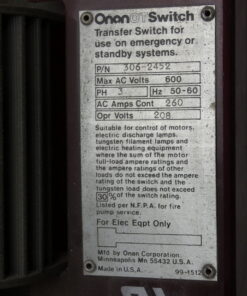 Onan OT Switch
Transfer Switch for
use on emergency or
standby systems.
P/N 306-2452
Max AC Volts 600
PH 3 Hz 50-60
AC Amps Cont 260
Opr Volts 208
Suitable for control of motors,
electric discharge lamps,
tungsten filament lamps and
electric heating equipment
where the sum of the motor
full-load ampere ratings and
the ampere ratings of other
loads do not exceed the ampere
rating of the switch and the
tungsten load does not exceed
30% of the switch rating.
Listed per N.F.P.A. for fire
pump service.
For Elec Eqpt Only
Mfd by Onan Corporation
Minneapolis Mn 55432 U.S.A.
Made in U.S.A. 99-1512